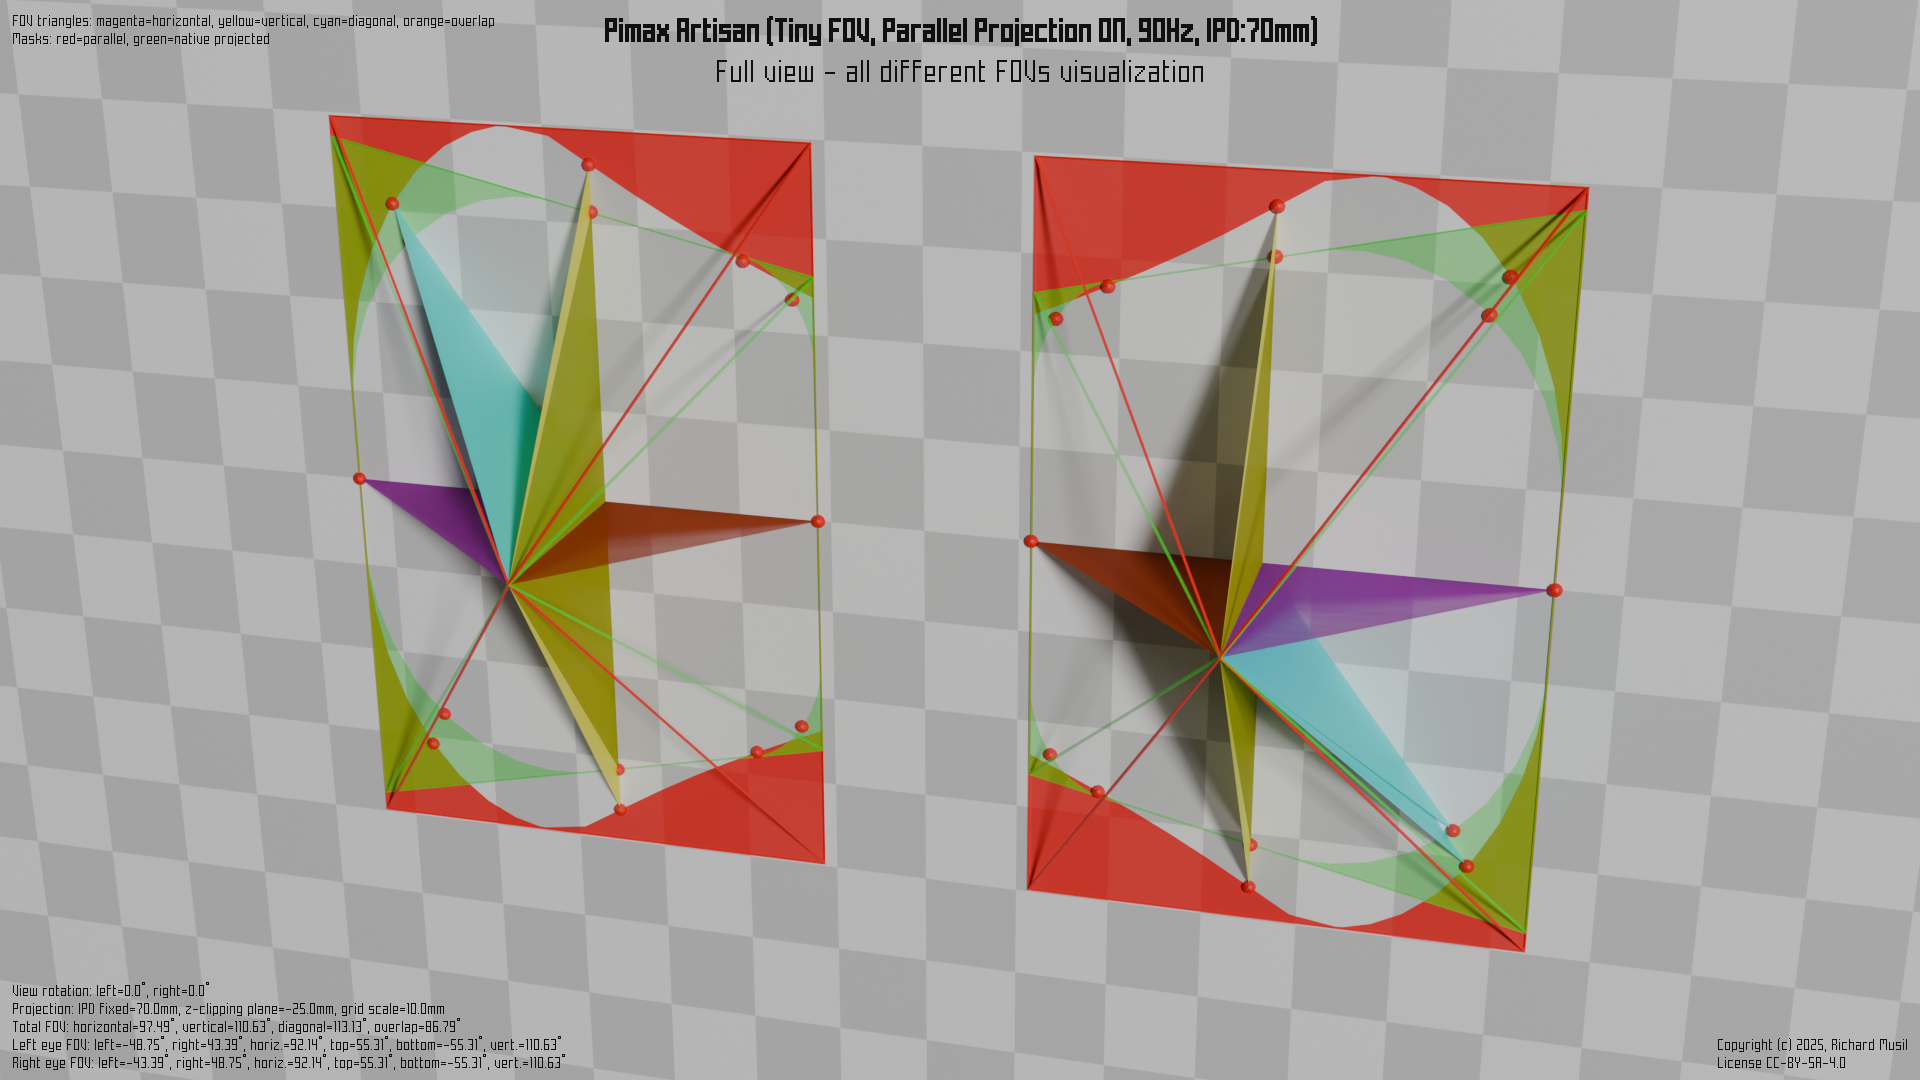 FOV triangles: magenta=horizontal, yellow=vertical, cyan=diagonal, orange=overlap
Masks: red=parallel, green=native projected
Pimax Artisan (Tiny FOV, Parallel Projection ON, 90Hz, IPD:70mm)
Full view - all different FOVs visualization
View rotation: left=0.0°, right=0.0°
Projection: IPD fixed=70.0mm, z-clipping plane=-25.0mm, grid scale=10.0mm
Total FOV: horizontal=97.49°, vertical=110.63°, diagonal=113.13°, overlap=86.79°
Left eye FOV: left=-48.75°, right=43.39°, horiz.=92.14°, top=55.31°, bottom=-55.31°, vert.=110.63°
Right eye FOV: left=-43.39°, right=48.75°, horiz.=92.14°, top=55.31°, bottom=-55.31°, vert.=110.63°
Copyright (c) 2025, Richard Musil
License CC-BY-SA-4.0